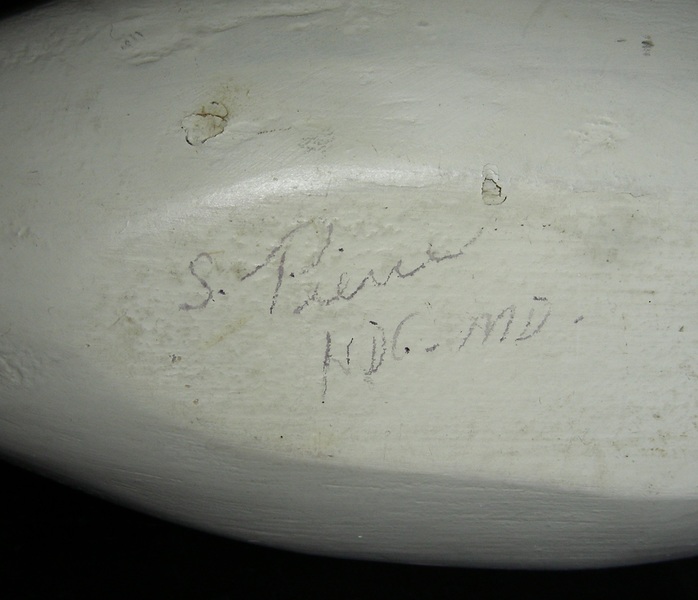 S. Pierce
HDG - MD.